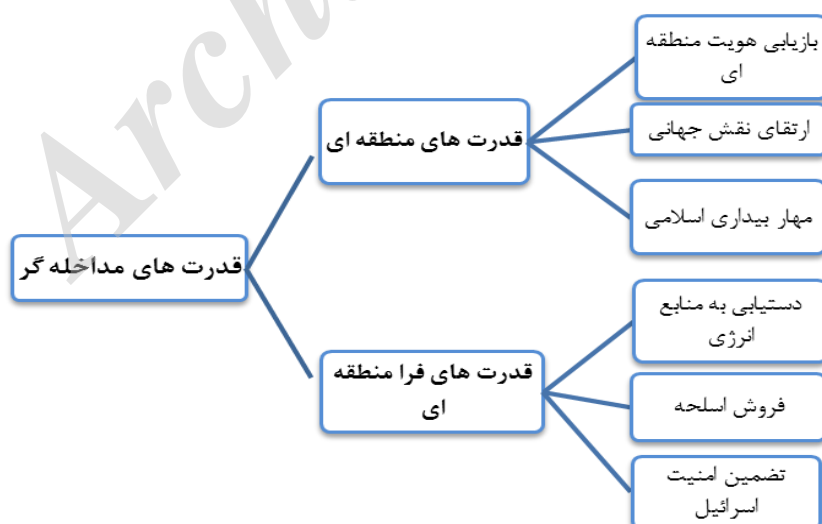 بازیابی هویت منطقه
ای
ارتقای نقش جهانی
قدرت های منطقه ای
مهار بیداری اسلامی
قدرت های مداخله گر
دستیابی به منابع
انرژی
قدرت های فرا منطقه
ای
فروش اسلحه
تضمین امنیت
اسرائیل